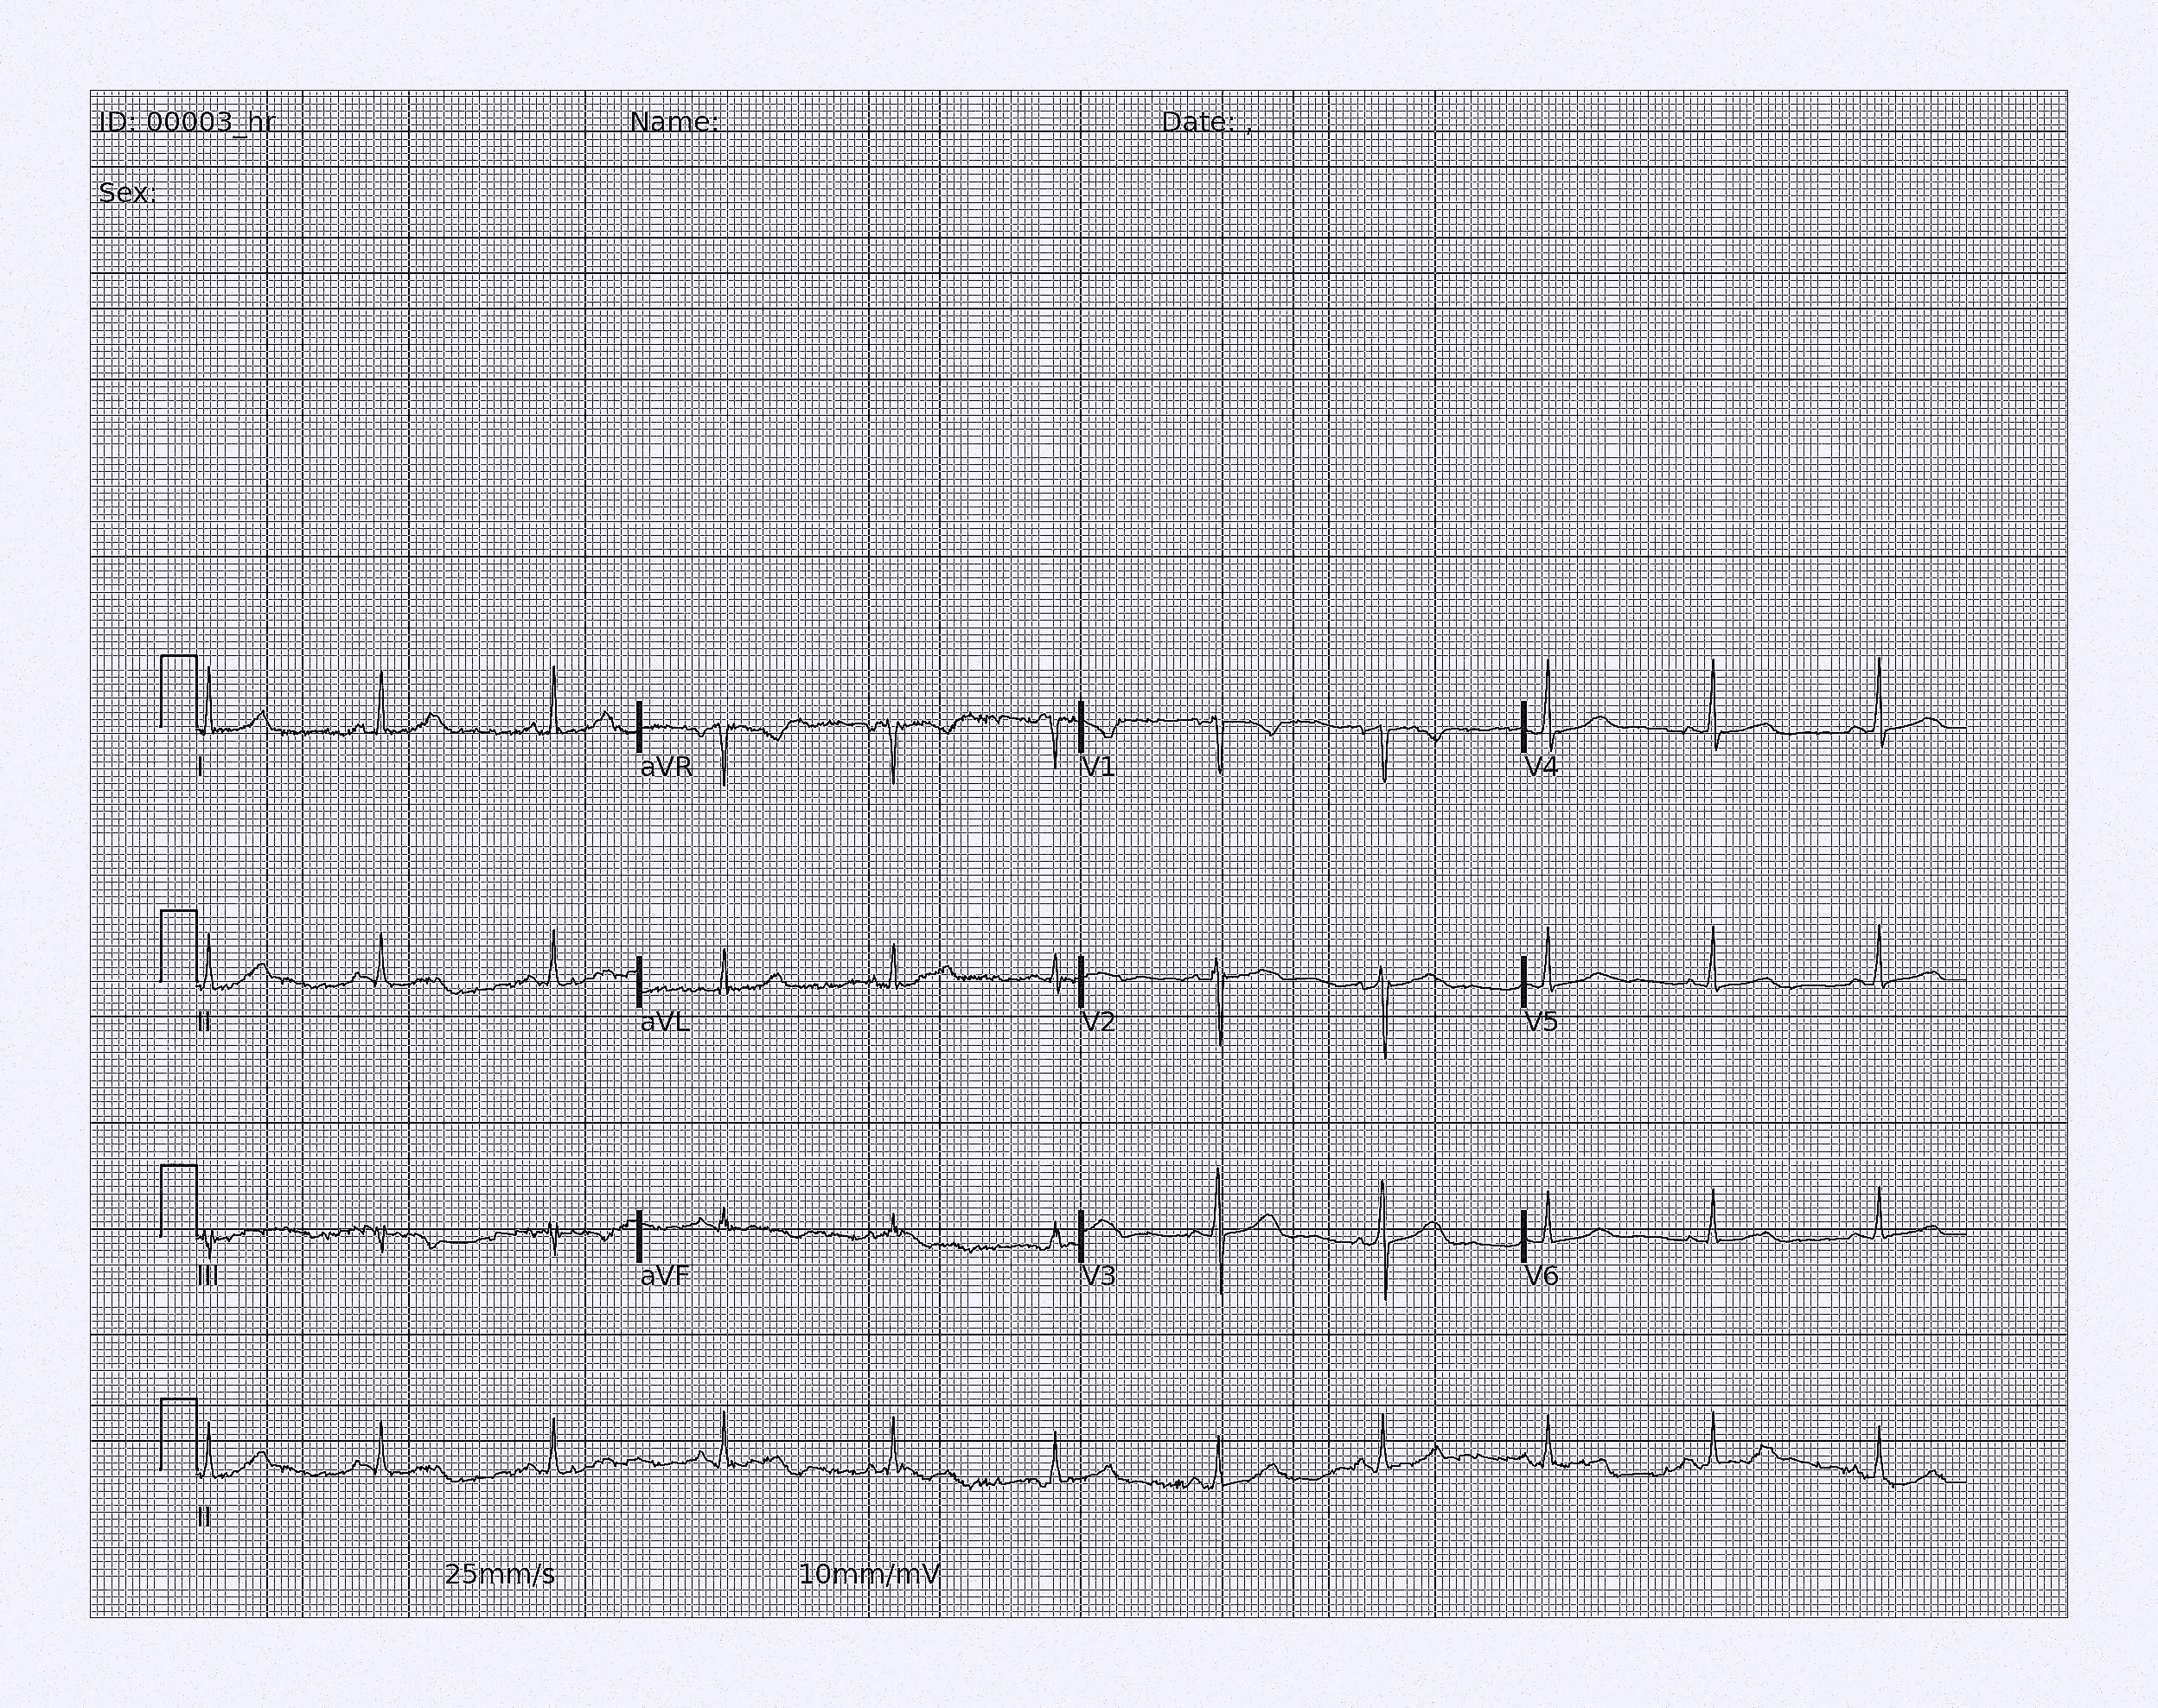 ID: 00003_hr Name: Date: ,
Sex:
I aVR V1 V4
II aVL V2 V5
III aVF V3 V6
II
25mm/s 10mm/mV